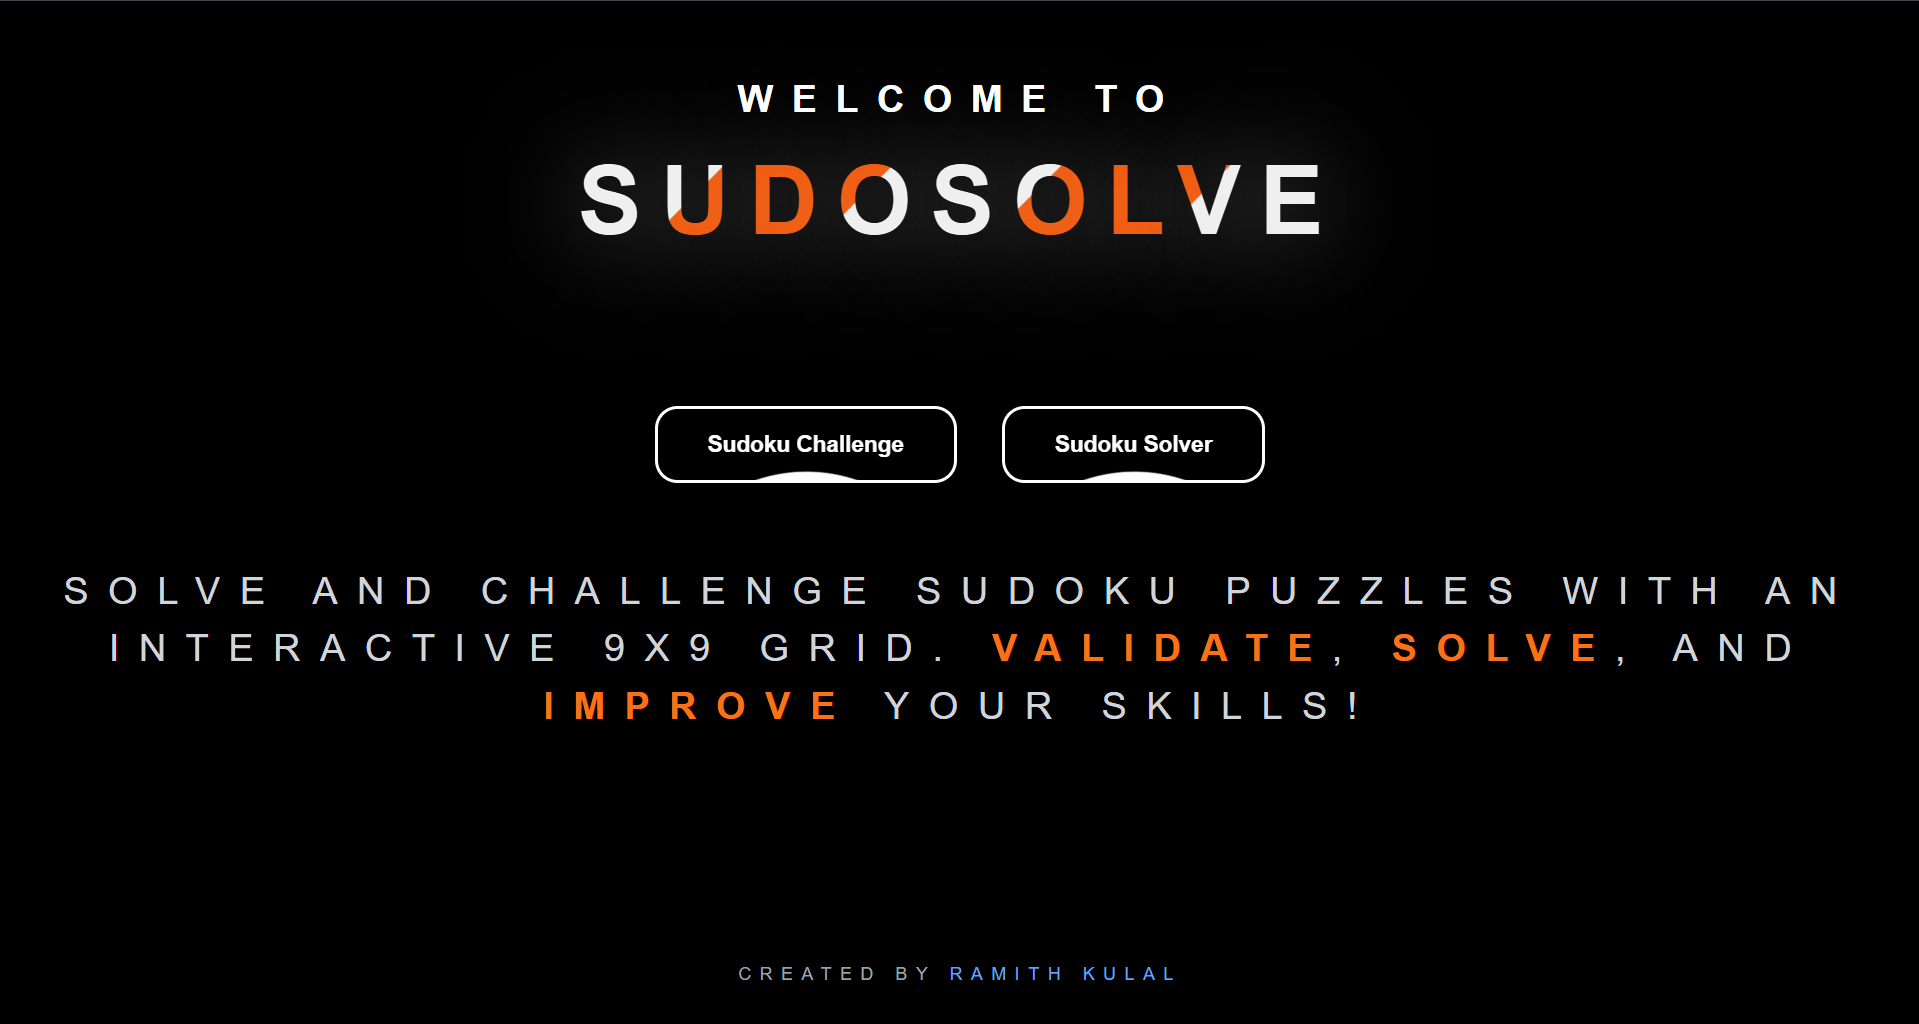 WELCOME TO
SUDOSOLVE
Sudoku Challenge
Sudoku Solver
SOLVE AND CHALLENGE SUDOKU PUZZLES WITH AN
INTERACTIVE 9X9 GRID. VALIDATE, SOLVE, AND
IMPROVE YOUR SKILLS!
CREATED BY RAMITH KULAL